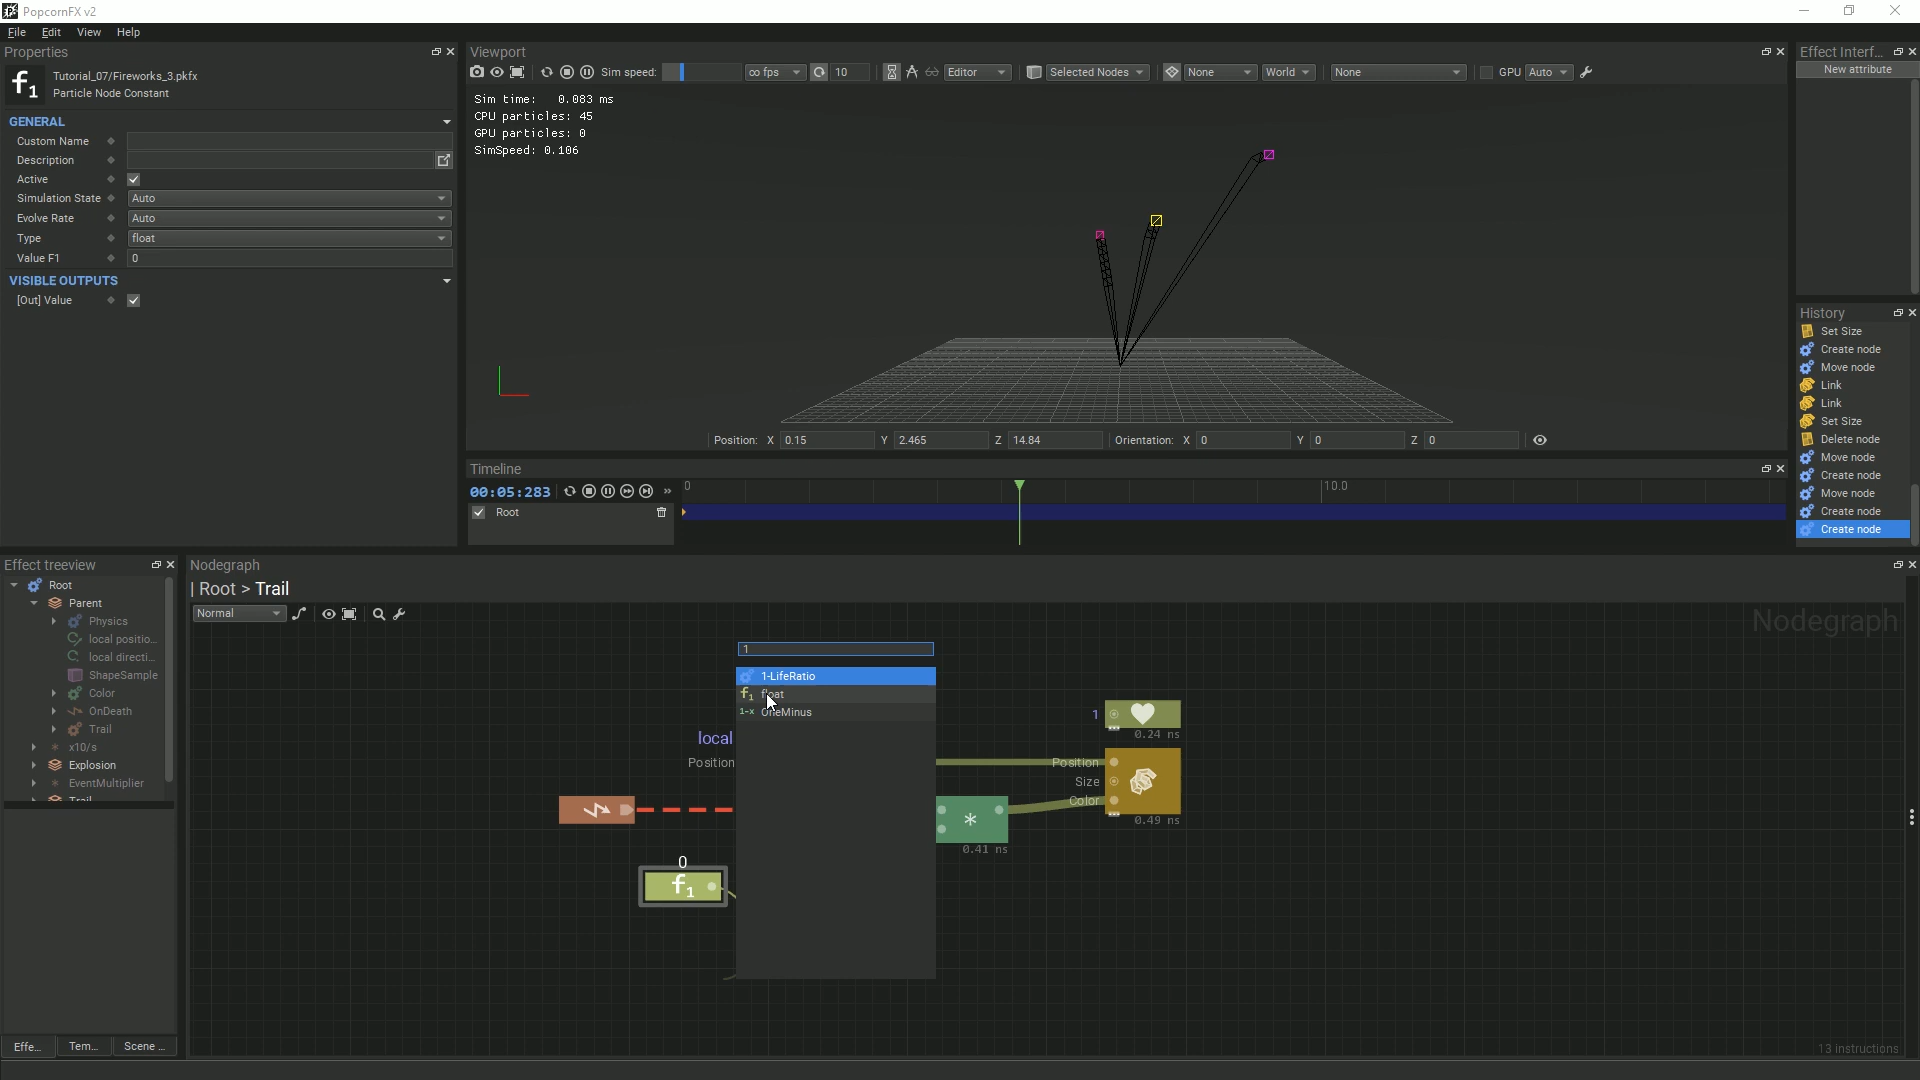 PopcornFX v2
File Edit View Help
Properties
f1 Tutorial_07/Fireworks_3.pkfx
Particle Node Constant
GENERAL
Custom Name
Description
Active
Simulation State Auto
Evolve Rate Auto
Type float
Value F1 0
VISIBLE OUTPUTS
[Out] Value
Viewport
Sim speed: ∞ fps 10 Editor Selected Nodes None World None GPU Auto
Sim time: 0.083 ms
CPU particles: 45
GPU particles: 0
SimSpeed: 0.106
Position: X 0.15 Y 2.465 Z 14.84 Orientation: X 0 Y 0 Z 0
Timeline
00:05:283 » 0 10.0
Root
Effect Interf...
New attribute
History
Set Size
Create node
Move node
Link
Link
Set Size
Delete node
Move node
Create node
Move node
Create node
Create node
Effect treeview
Root
Parent
Physics
local positio...
local directi...
ShapeSample
Color
OnDeath
Trail
x10/s
Explosion
EventMultiplier
Trail
Effe... Tem... Scene ...
Nodegraph
| Root > Trail
Normal
Nodegraph
1
1-LifeRatio
f1 float
1-x OneMinus
local
Position
0
f1
*
0.41 ns
1
0.24 ns
Position
Size
Color
0.49 ns
13 instructions